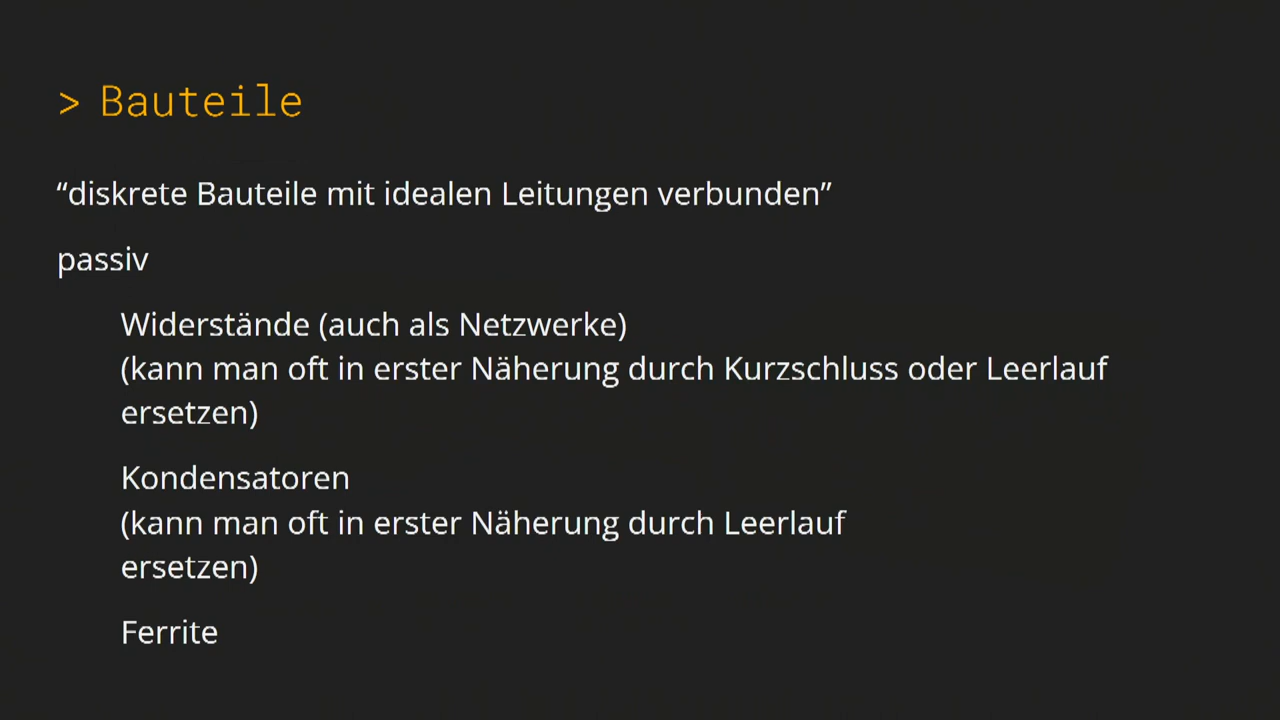 > Bauteile
“diskrete Bauteile mit idealen Leitungen verbunden”
passiv
Widerstände (auch als Netzwerke)
(kann man oft in erster Näherung durch Kurzschluss oder Leerlauf
ersetzen)
Kondensatoren
(kann man oft in erster Näherung durch Leerlauf
ersetzen)
Ferrite